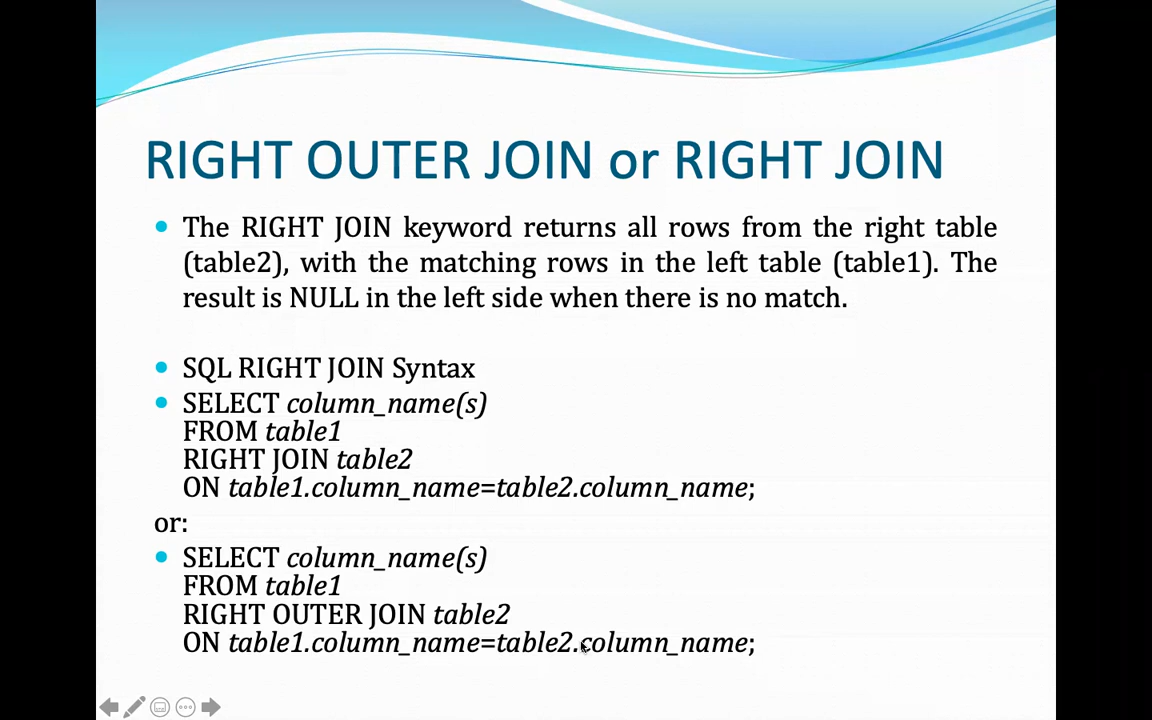 RIGHT OUTER JOIN or RIGHT JOIN
The RIGHT JOIN keyword returns all rows from the right table
(table2), with the matching rows in the left table (table1). The
result is NULL in the left side when there is no match.
SQL RIGHT JOIN Syntax
SELECT column_name(s)
FROM table1
RIGHT JOIN table2
ON table1.column_name=table2.column_name;
or:
SELECT column_name(s)
FROM table1
RIGHT OUTER JOIN table2
ON table1.column_name=table2.column_name;